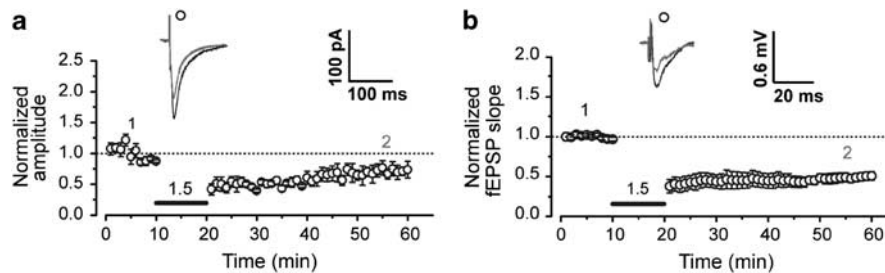 a
Normalized amplitude
2.5
2.0
1.5
1.0
0.5
0.0
1
2
1.5
100 pA
100 ms
0 10 20 30 40 50 60
Time (min)
b
Normalized fEPSP slope
2.5
2.0
1.5
1.0
0.5
0.0
1
2
1.5
0.6 mV
20 ms
0 10 20 30 40 50 60
Time (min)